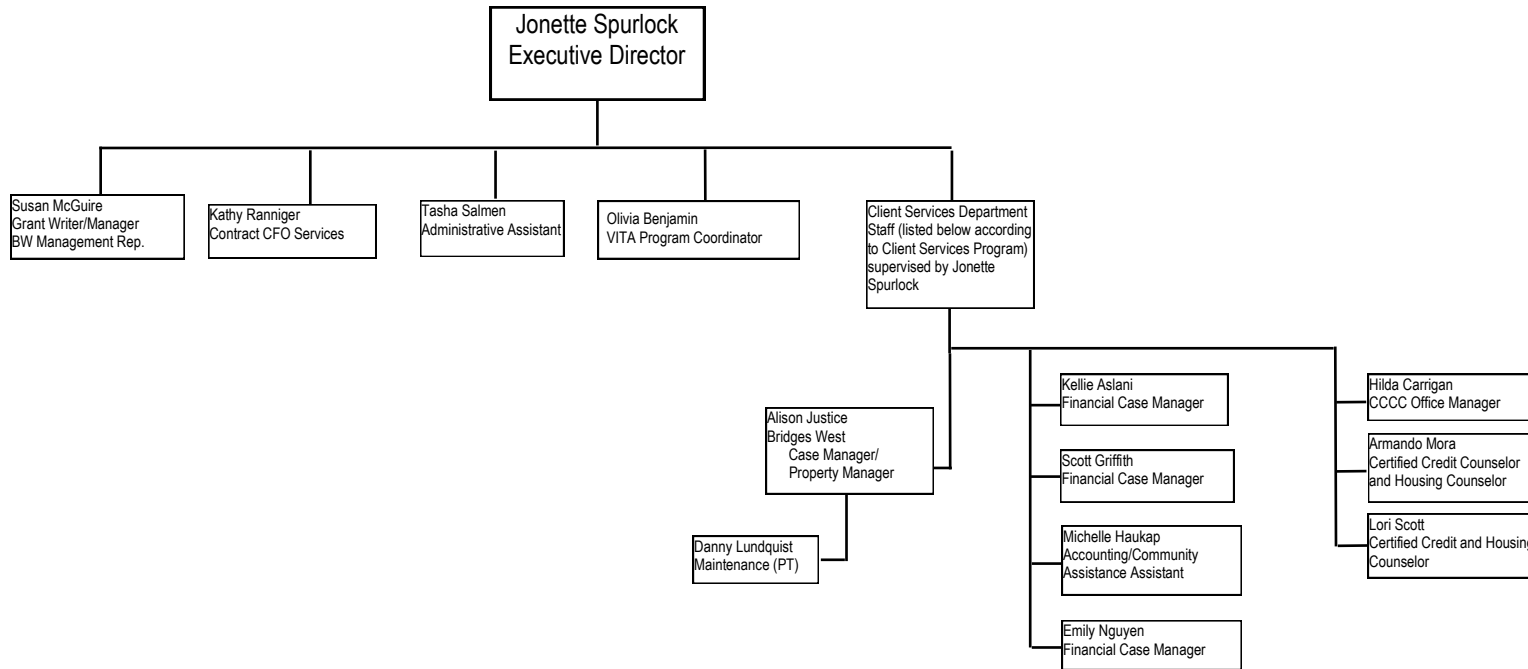 Jonette Spurlock
Executive Director
Susan McGuire
Grant Writer/Manager
BW Management Rep.
Kathy Ranniger
Contract CFO Services
Tasha Salmen
Administrative Assistant
Olivia Benjamin
VITA Program Coordinator
Client Services Department
Staff (listed below according
to Client Services Program)
supervised by Jonette
Spurlock
Alison Justice
Bridges West
Case Manager/
Property Manager
Danny Lundquist
Maintenance (PT)
Kellie Aslani
Financial Case Manager
Scott Griffith
Financial Case Manager
Michelle Haukap
Accounting/Community
Assistance Assistant
Emily Nguyen
Financial Case Manager
Hilda Carrigan
CCCC Office Manager
Armando Mora
Certified Credit Counselor
and Housing Counselor
Lori Scott
Certified Credit and Housing
Counselor